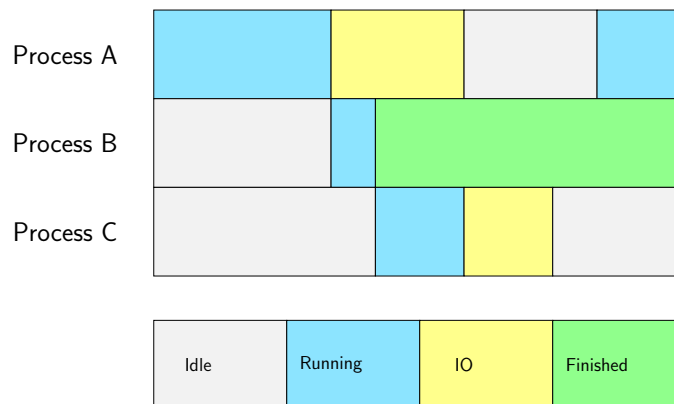 Process A
Process B
Process C
Idle Running IO Finished